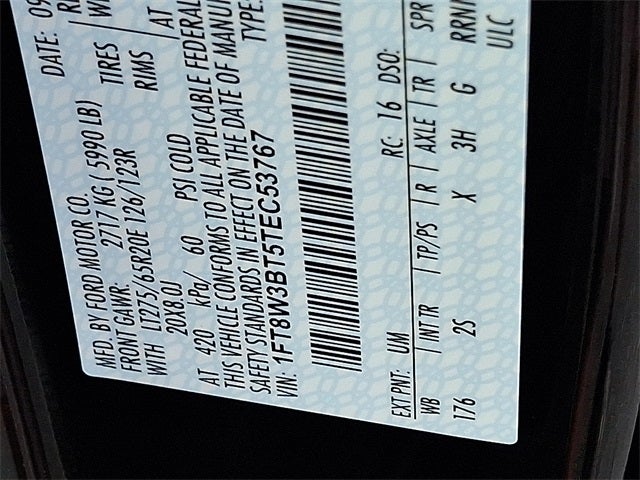 MFD. BY FORD MOTOR CO.
DATE: 09
FRONT GAWR: 2717 KG ( 5990 LB)
WITH LT275/65R20E 126/123R TIRES
20X8.0J RIMS
AT 420 kPa/ 60 PSI COLD AT
THIS VEHICLE CONFORMS TO ALL APPLICABLE FEDERAL
SAFETY STANDARDS IN EFFECT ON THE DATE OF MANU
VIN: 1FT8W3BT5TEC53767 TYPE:
EXT PNT: UM RC: 16 DSO:
WB | INT TR | TP/PS | R | AXLE | TR | SPR
176 2S X 3H G RRN
ULC